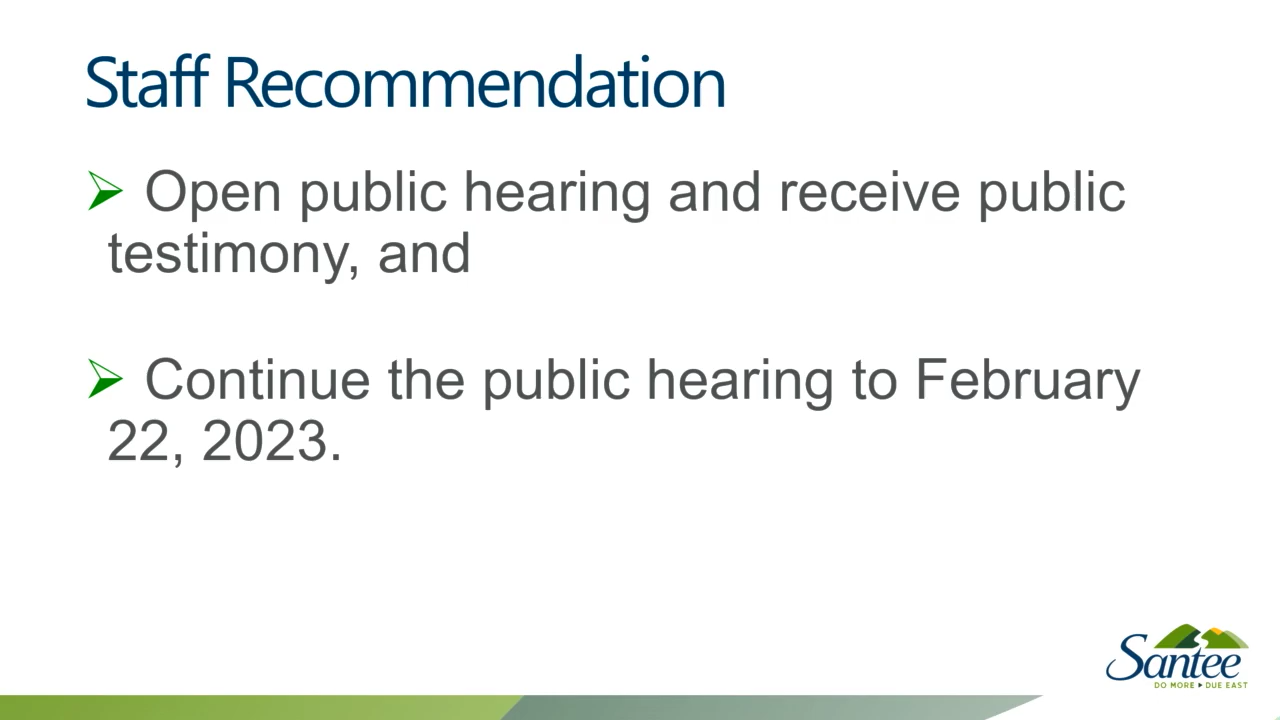 Staff Recommendation
➢ Open public hearing and receive public
testimony, and
➢ Continue the public hearing to February
22, 2023.
Santee
DO MORE ▸ DUE EAST